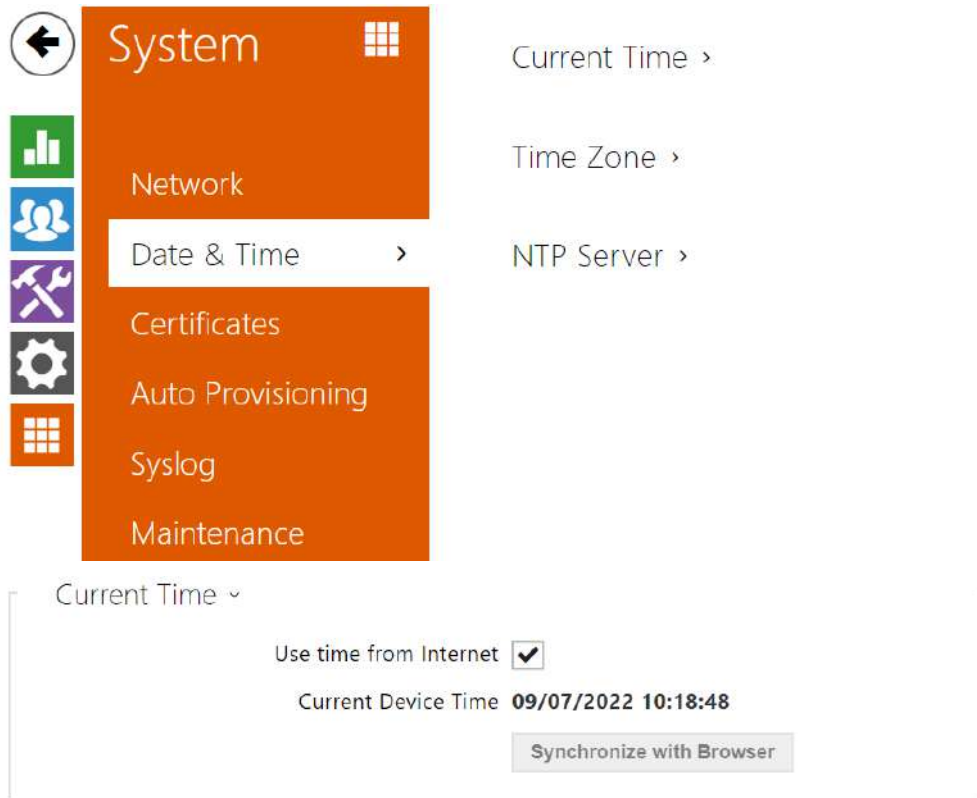 System
Network
Date & Time
Certificates
Auto Provisioning
Syslog
Maintenance
Current Time
Time Zone
NTP Server
Current Time
Use time from Internet
Current Device Time 09/07/2022 10:18:48
Synchronize with Browser